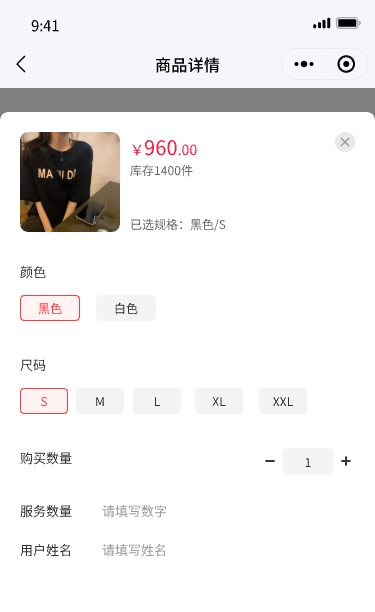 9:41
商品详情
￥960.00
库存1400件
已选规格：黑色/S
颜色
黑色 白色
尺码
S M L XL XXL
购买数量 − 1 +
服务数量 请填写数字
用户姓名 请填写姓名